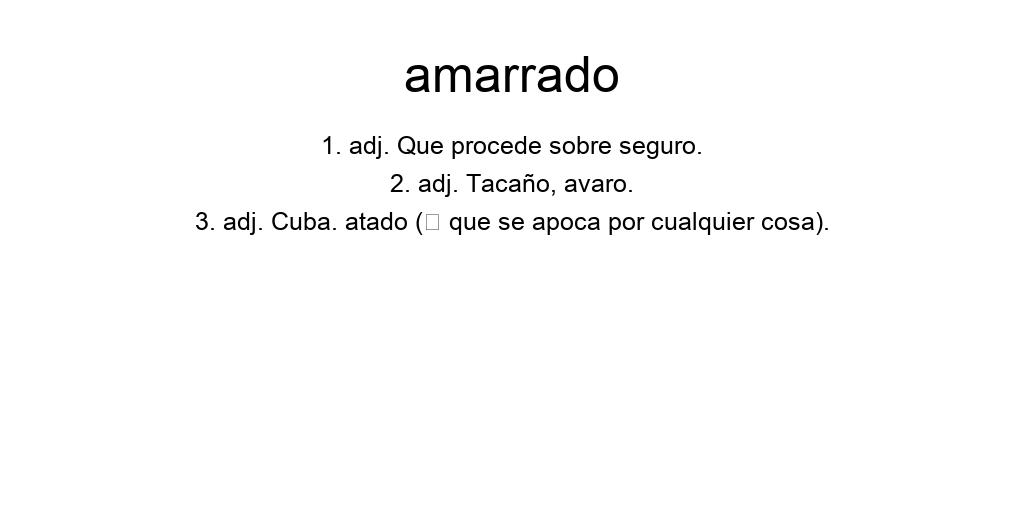 amarrado
1. adj. Que procede sobre seguro.
2. adj. Tacaño, avaro.
3. adj. Cuba. atado (□ que se apoca por cualquier cosa).